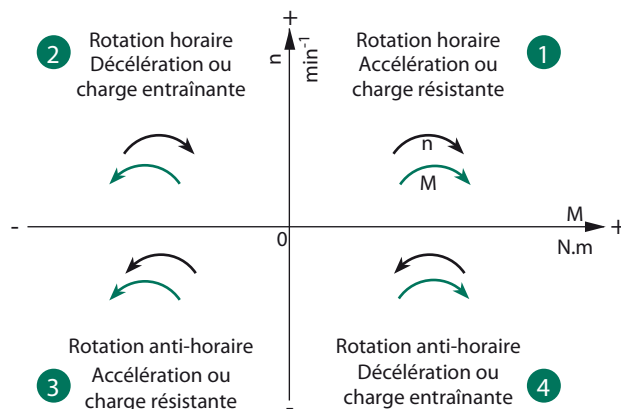 +
2
Rotation horaire
Décélération ou
charge entraînante
n
min-1
Rotation horaire
Accélération ou
charge résistante
1
n
M
-
0
M
+
N.m
Rotation anti-horaire
3
Accélération ou
charge résistante
Rotation anti-horaire
Décélération ou
charge entraînante
4
-